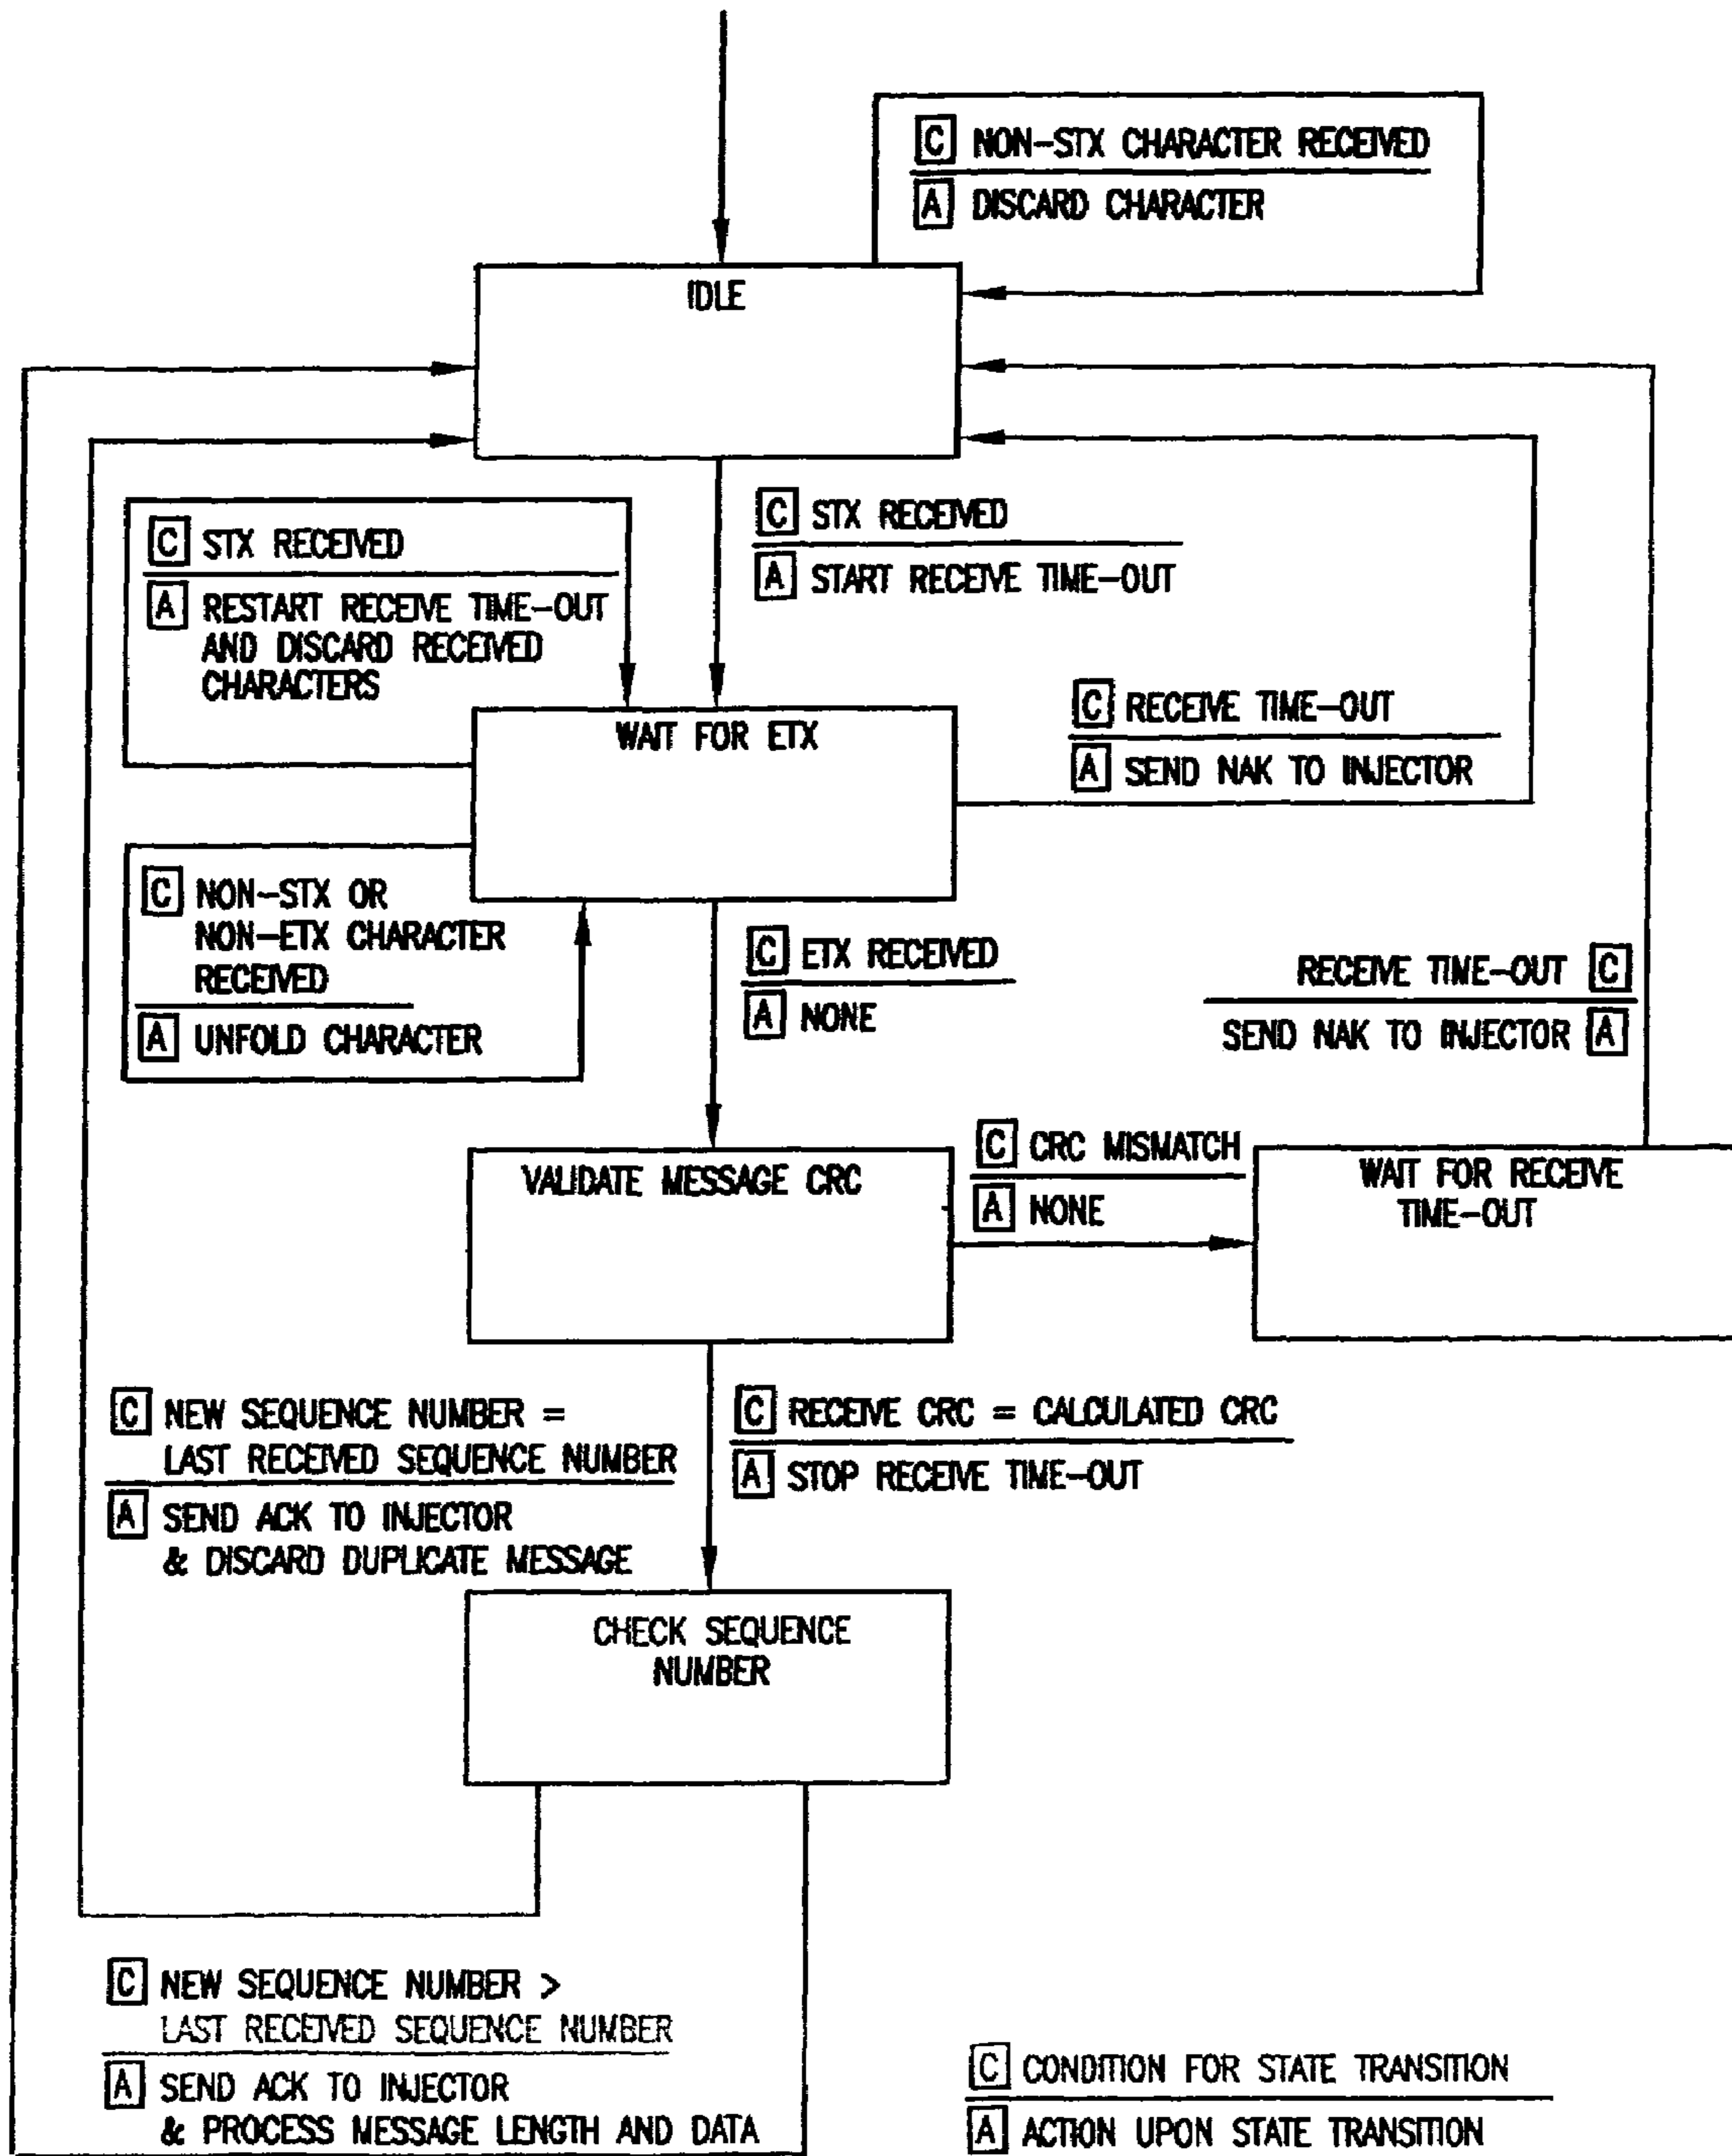 C NON-STX CHARACTER RECEIVED
A DISCARD CHARACTER
IDLE
C STX RECEIVED
A RESTART RECEIVE TIME-OUT
AND DISCARD RECEIVED
CHARACTERS
C STX RECEIVED
A START RECEIVE TIME-OUT
WAIT FOR ETX
C RECEIVE TIME-OUT
A SEND NAK TO INJECTOR
C NON-STX OR
NON-ETX CHARACTER
RECEIVED
A UNFOLD CHARACTER
C ETX RECEIVED
A NONE
RECEIVE TIME-OUT C
SEND NAK TO INJECTOR A
VALIDATE MESSAGE CRC
C CRC MISMATCH
A NONE
WAIT FOR RECEIVE
TIME-OUT
C NEW SEQUENCE NUMBER =
LAST RECEIVED SEQUENCE NUMBER
A SEND ACK TO INJECTOR
& DISCARD DUPLICATE MESSAGE
C RECEIVE CRC = CALCULATED CRC
A STOP RECEIVE TIME-OUT
CHECK SEQUENCE
NUMBER
C NEW SEQUENCE NUMBER >
LAST RECEIVED SEQUENCE NUMBER
A SEND ACK TO INJECTOR
& PROCESS MESSAGE LENGTH AND DATA
C CONDITION FOR STATE TRANSITION
A ACTION UPON STATE TRANSITION